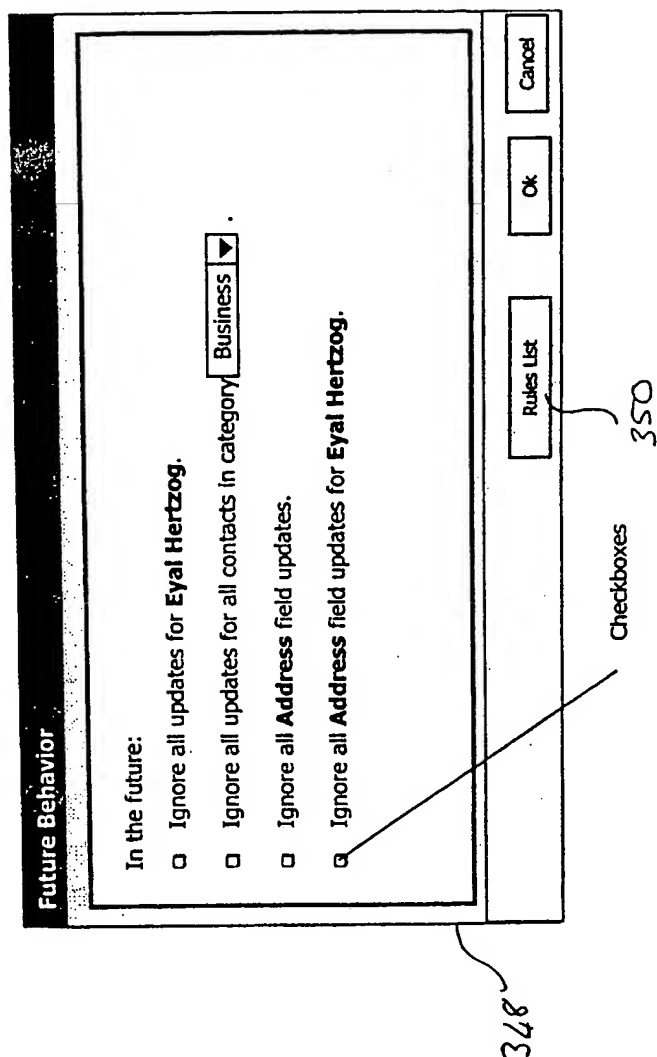 Future Behavior
In the future:
Ignore all updates for Eyal Hertzog.
Ignore all updates for all contacts in category Business .
Ignore all Address field updates.
Ignore all Address field updates for Eyal Hertzog.
Rules List
Ok
Cancel
348
350
Checkboxes